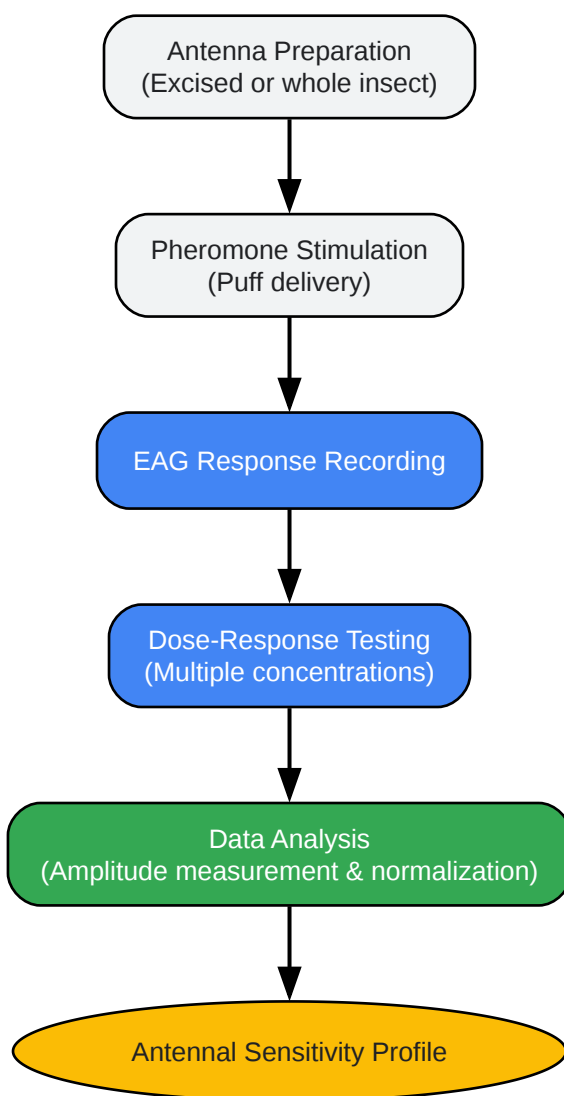 Antenna Preparation
(Excised or whole insect)
Pheromone Stimulation
(Puff delivery)
EAG Response Recording
Dose-Response Testing
(Multiple concentrations)
Data Analysis
(Amplitude measurement & normalization)
Antennal Sensitivity Profile